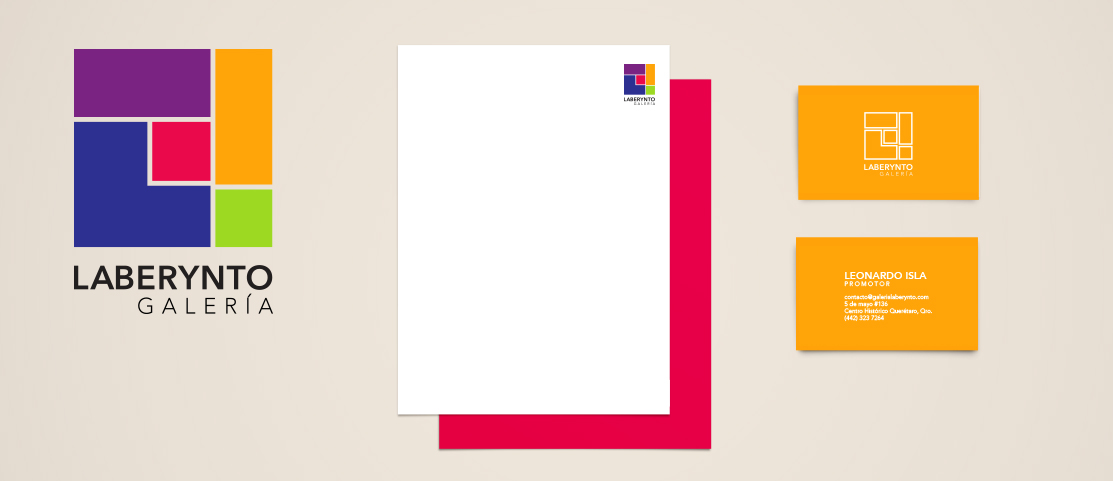 LABERYNTO
GALERÍA
LABERYNTO
GALERÍA
LABERYNTO
GALERÍA
LEONARDO ISLA
PROMOTOR
contacto@galerialaberynto.com
5 de mayo #136
Centro Histórico Querétaro, Qro.
(442) 323 7264